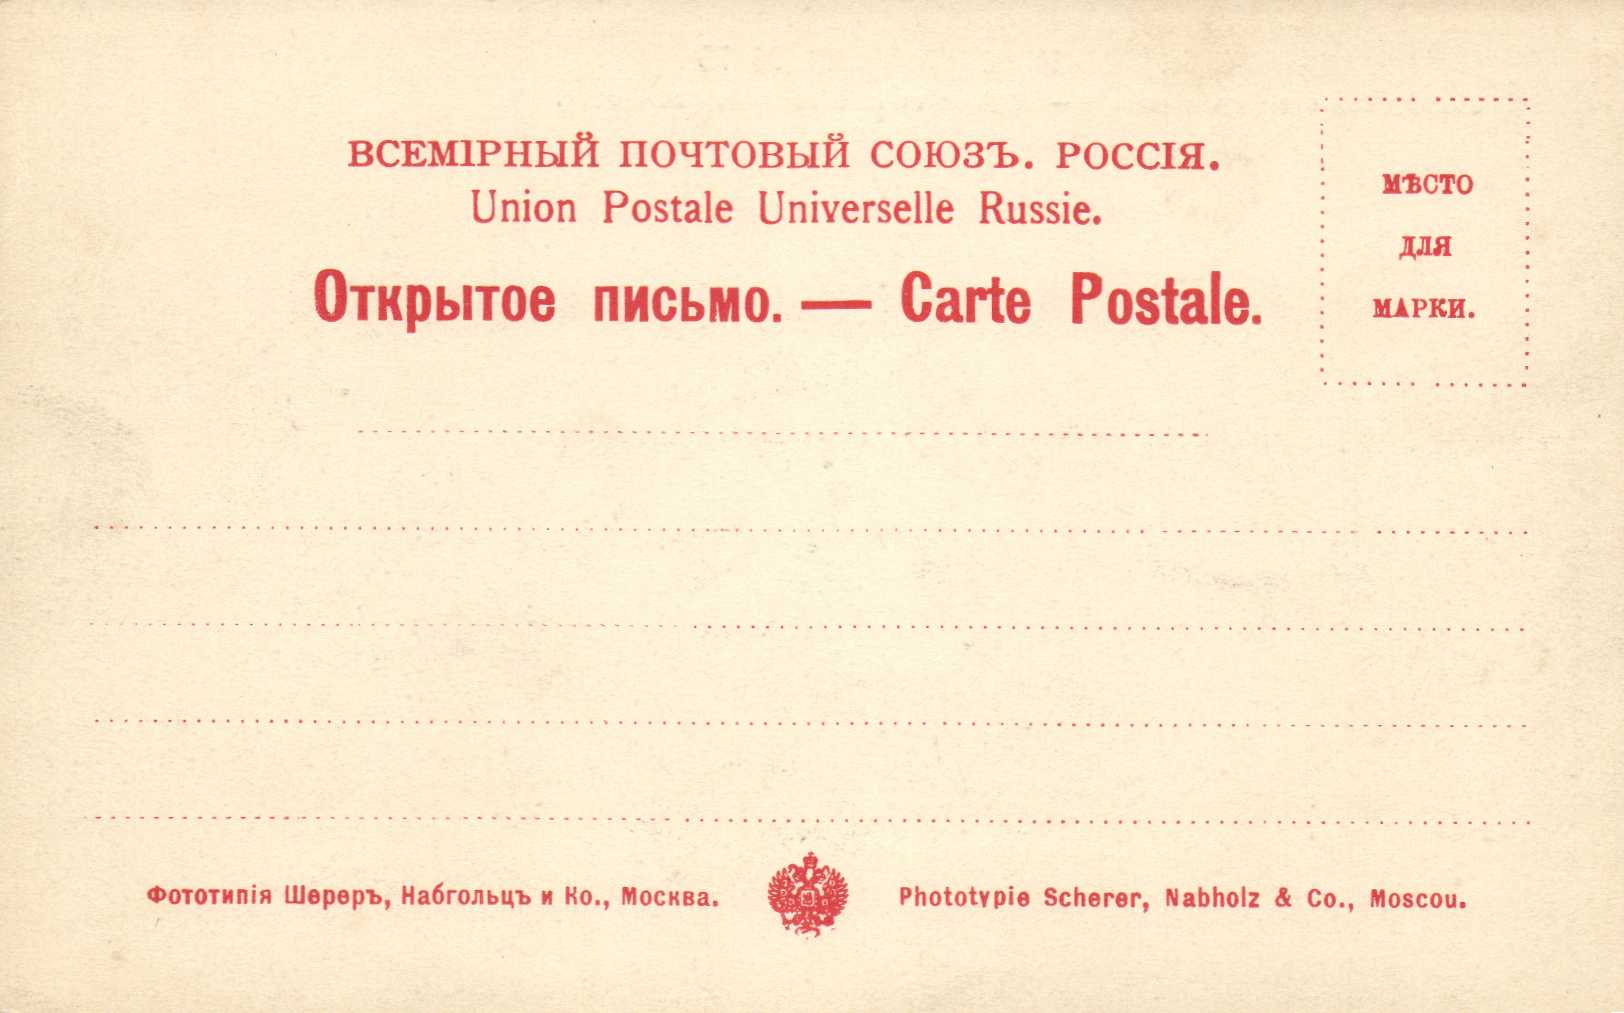 ВСЕМІРНЫЙ ПОЧТОВЫЙ СОЮЗЪ. РОССІЯ.
Union Postale Universelle Russie.
Открытое письмо. — Carte Postale.
МѢСТО
ДЛЯ
МАРКИ.
Фототипія Шереръ, Набгольцъ и Ко., Москва.
Phototypie Scherer, Nabholz & Co., Moscou.